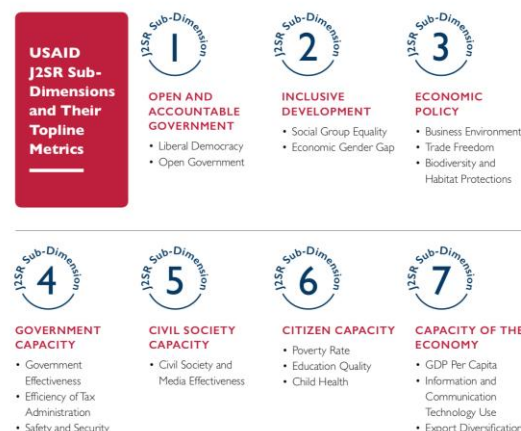 USAID
J2SR Sub-
Dimensions
and Their
Topline
Metrics
J2SR Sub-Dimension
1
OPEN AND
ACCOUNTABLE
GOVERNMENT
• Liberal Democracy
• Open Government
J2SR Sub-Dimension
2
INCLUSIVE
DEVELOPMENT
• Social Group Equality
• Economic Gender Gap
J2SR Sub-Dimension
3
ECONOMIC
POLICY
• Business Environment
• Trade Freedom
• Biodiversity and
Habitat Protections
J2SR Sub-Dimension
4
GOVERNMENT
CAPACITY
• Government
Effectiveness
• Efficiency of Tax
Administration
• Safety and Security
J2SR Sub-Dimension
5
CIVIL SOCIETY
CAPACITY
• Civil Society and
Media Effectiveness
J2SR Sub-Dimension
6
CITIZEN CAPACITY
• Poverty Rate
• Education Quality
• Child Health
J2SR Sub-Dimension
7
CAPACITY OF THE
ECONOMY
• GDP Per Capita
• Information and
Communication
Technology Use
• Export Diversification